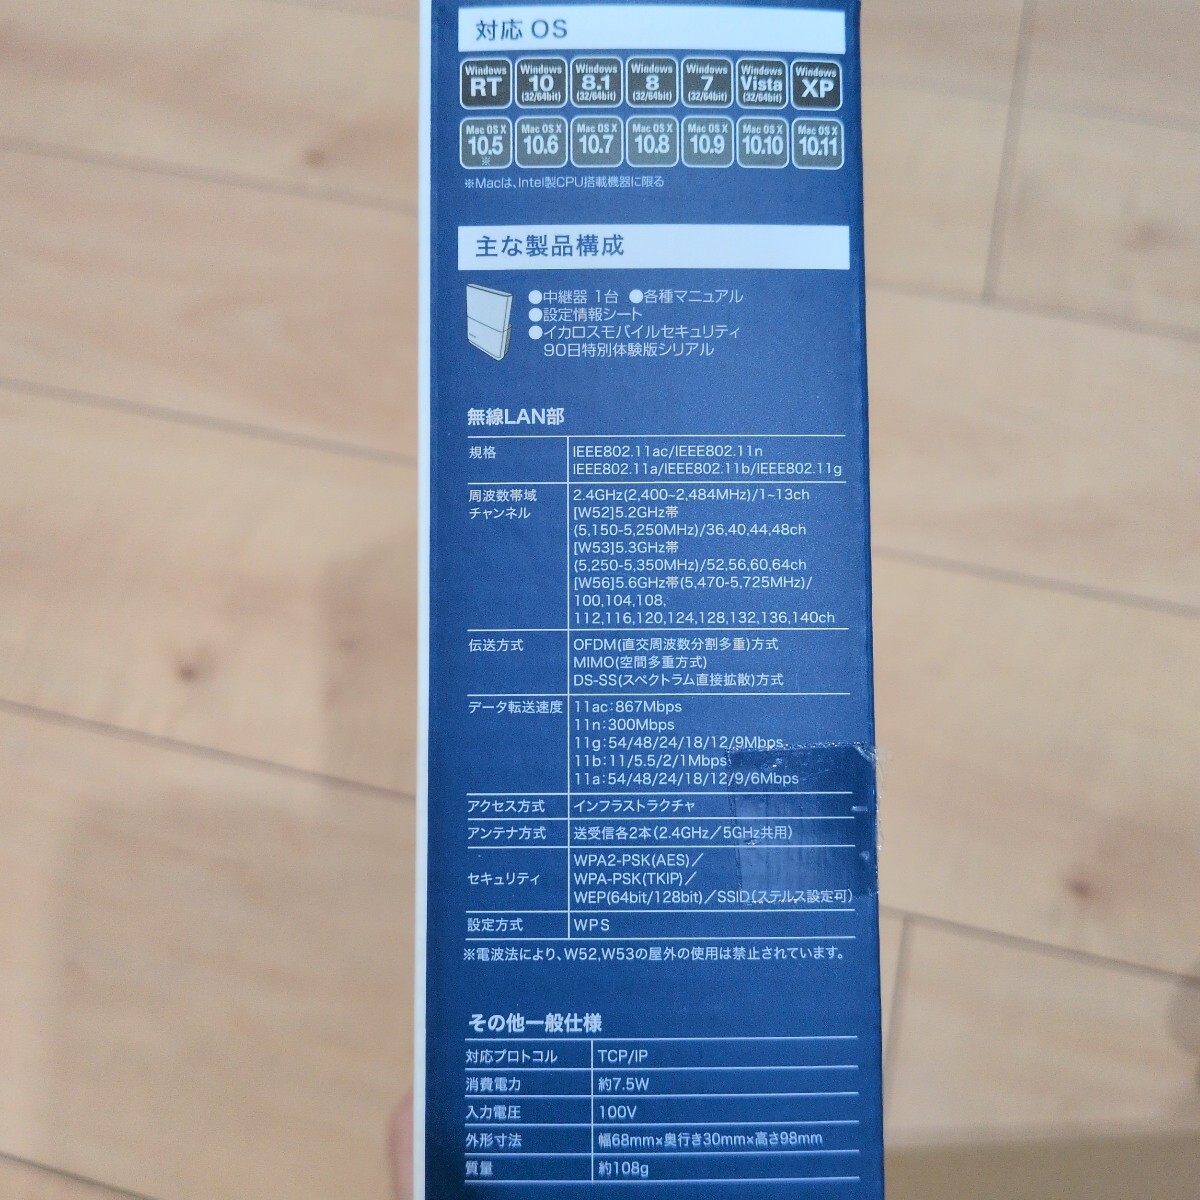 対応 OS
Windows RT Windows 10 (32/64bit) Windows 8.1 (32/64bit) Windows 8 (32/64bit) Windows 7 (32/64bit) Windows Vista (32/64bit) Windows XP
Mac OS X 10.5 ※ Mac OS X 10.6 Mac OS X 10.7 Mac OS X 10.8 Mac OS X 10.9 Mac OS X 10.10 Mac OS X 10.11
※Macは、Intel製CPU搭載機器に限る
主な製品構成
●中継器 1台 ●各種マニュアル
●設定情報シート
●イカロスモバイルセキュリティ
90日特別体験版シリアル
無線LAN部
規格 IEEE802.11ac/IEEE802.11n
IEEE802.11a/IEEE802.11b/IEEE802.11g
周波数帯域 2.4GHz(2,400~2,484MHz)/1~13ch
チャンネル [W52]5.2GHz帯
(5,150-5,250MHz)/36,40,44,48ch
[W53]5.3GHz帯
(5,250-5,350MHz)/52,56,60,64ch
[W56]5.6GHz帯(5,470-5,725MHz)/
100,104,108,
112,116,120,124,128,132,136,140ch
伝送方式 OFDM(直交周波数分割多重)方式
MIMO(空間多重方式)
DS-SS(スペクトラム直接拡散)方式
データ転送速度 11ac:867Mbps
11n:300Mbps
11g:54/48/24/18/12/9Mbps
11b:11/5.5/2/1Mbps
11a:54/48/24/18/12/9/6Mbps
アクセス方式 インフラストラクチャ
アンテナ方式 送受信各2本(2.4GHz/5GHz共用)
セキュリティ WPA2-PSK(AES)/
WPA-PSK(TKIP)/
WEP(64bit/128bit)/SSID(ステルス設定可)
設定方式 WPS
※電波法により、W52,W53の屋外の使用は禁止されています。
その他一般仕様
対応プロトコル TCP/IP
消費電力 約7.5W
入力電圧 100V
外形寸法 幅68mm×奥行き30mm×高さ98mm
質量 約108g